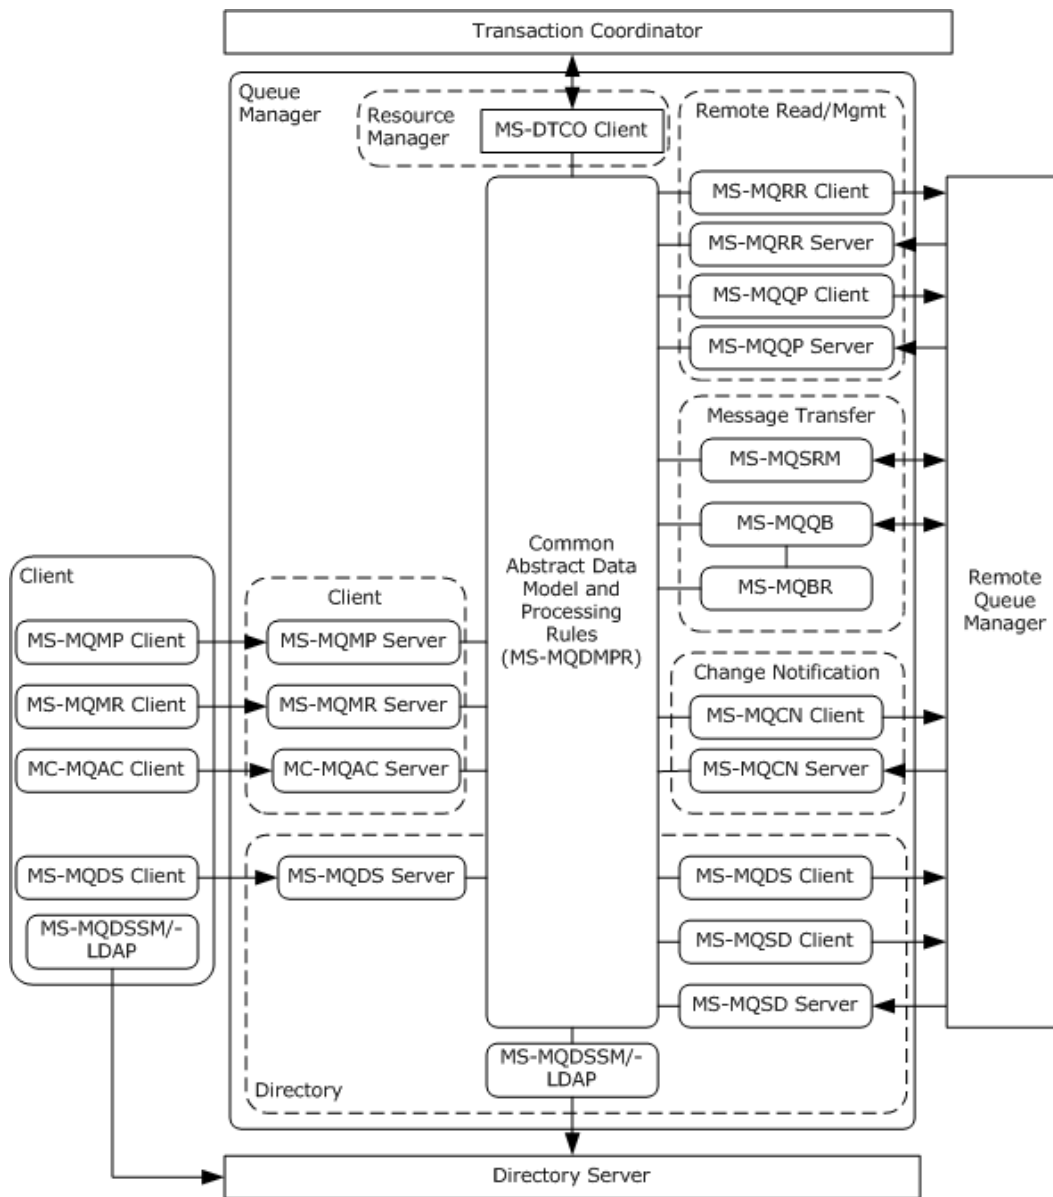 Transaction Coordinator
Queue
Manager
Resource
Manager
MS-DTCO Client
Remote Read/Mgmt
MS-MQRR Client
MS-MQRR Server
MS-MQQP Client
MS-MQQP Server
Message Transfer
MS-MQSRM
MS-MQQB
MS-MQBR
Common
Abstract Data
Model and
Processing
Rules
(MS-MQDMPR)
Remote
Queue
Manager
Client
MS-MQMP Client
MS-MQMR Client
MC-MQAC Client
MS-MQDS Client
MS-MQDSSM/-
LDAP
Client
MS-MQMP Server
MS-MQMR Server
MC-MQAC Server
Change Notification
MS-MQCN Client
MS-MQCN Server
MS-MQDS Server
MS-MQDS Client
MS-MQSD Client
MS-MQSD Server
MS-MQDSSM/-
LDAP
Directory
Directory Server